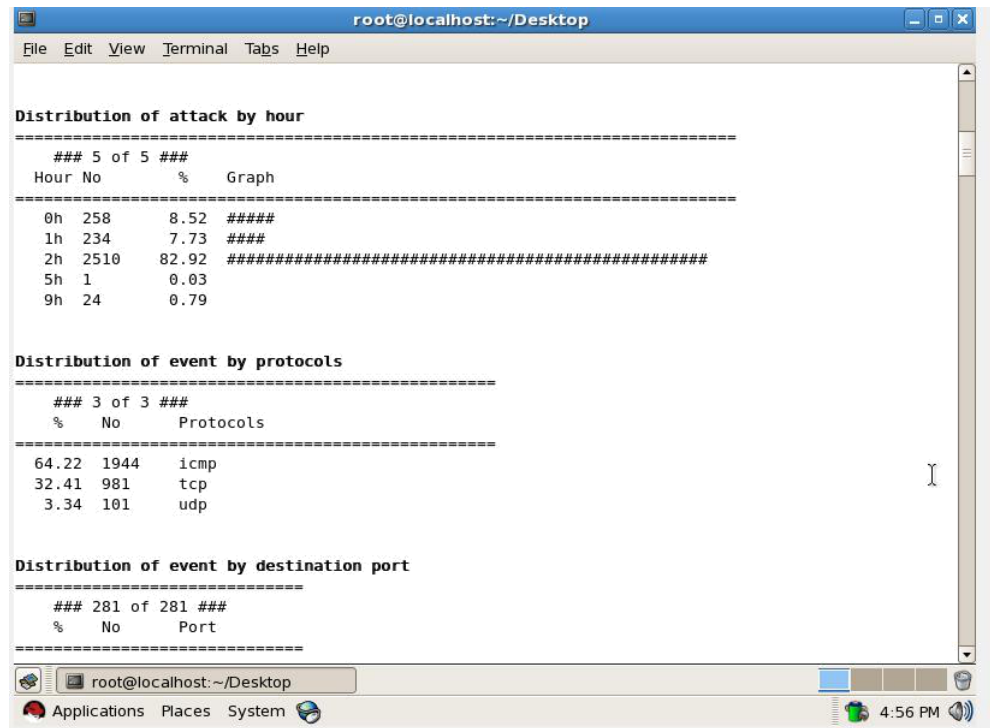 root@localhost:~/Desktop
File Edit View Terminal Tabs Help
Distribution of attack by hour
===========================================================================
### 5 of 5 ###
Hour No % Graph
===========================================================================
0h 258 8.52 #####
1h 234 7.73 ####
2h 2510 82.92 ##################################################
5h 1 0.03
9h 24 0.79
Distribution of event by protocols
==================================================
### 3 of 3 ###
% No Protocols
==================================================
64.22 1944 icmp
32.41 981 tcp
3.34 101 udp
Distribution of event by destination port
==============================
### 281 of 281 ###
% No Port
==============================
root@localhost:~/Desktop
Applications Places System 4:56 PM